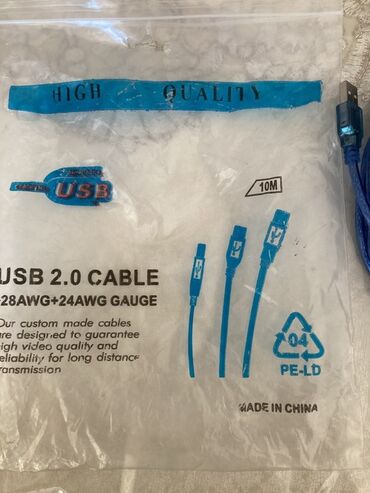 HIGH QUALITY
USB
10M
USB 2.0 CABLE
28AWG+24AWG GAUGE
Our custom made cables
are designed to guarantee
high video quality and
reliability for long distance
transmission
04
PE-LD
MADE IN CHINA